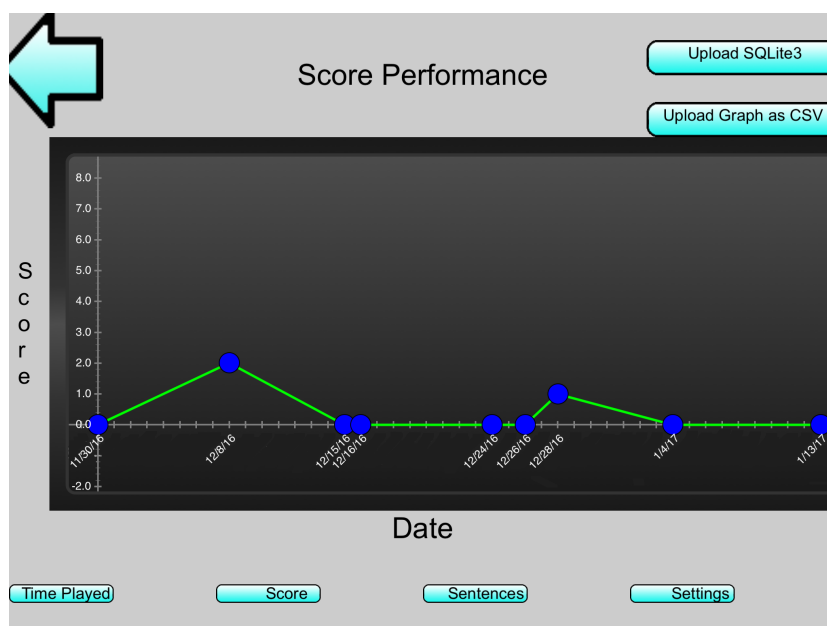 Score Performance
Upload SQLite3
Upload Graph as CSV
Score
8.0
7.0
6.0
5.0
4.0
3.0
2.0
1.0
0.0
-2.0
11/30/16
12/8/16
12/15/16
12/16/16
12/24/16
12/26/16
12/28/16
1/4/17
1/13/17
Date
Time Played
Score
Sentences
Settings